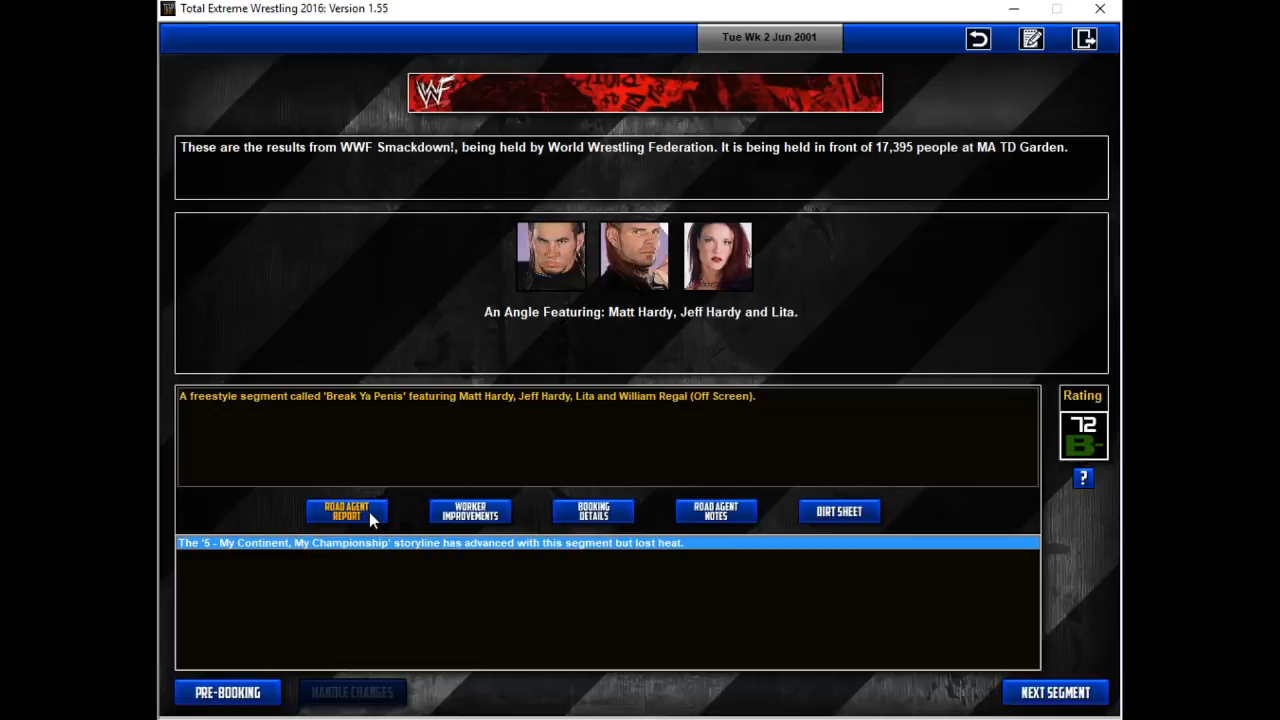 Total Extreme Wrestling 2016: Version 1.55
Tue Wk 2 Jun 2001
These are the results from WWF Smackdown!, being held by World Wrestling Federation. It is being held in front of 17,395 people at MA TD Garden.
An Angle Featuring: Matt Hardy, Jeff Hardy and Lita.
A freestyle segment called 'Break Ya Penis' featuring Matt Hardy, Jeff Hardy, Lita and William Regal (Off Screen).
Rating
72
B-
?
ROAD AGENT
REPORT
WORKER
IMPROVEMENTS
BOOKING
DETAILS
ROAD AGENT
NOTES
DIRT SHEET
The '5 - My Continent, My Championship' storyline has advanced with this segment but lost heat.
PRE-BOOKING
HANDLE CHANGES
NEXT SEGMENT